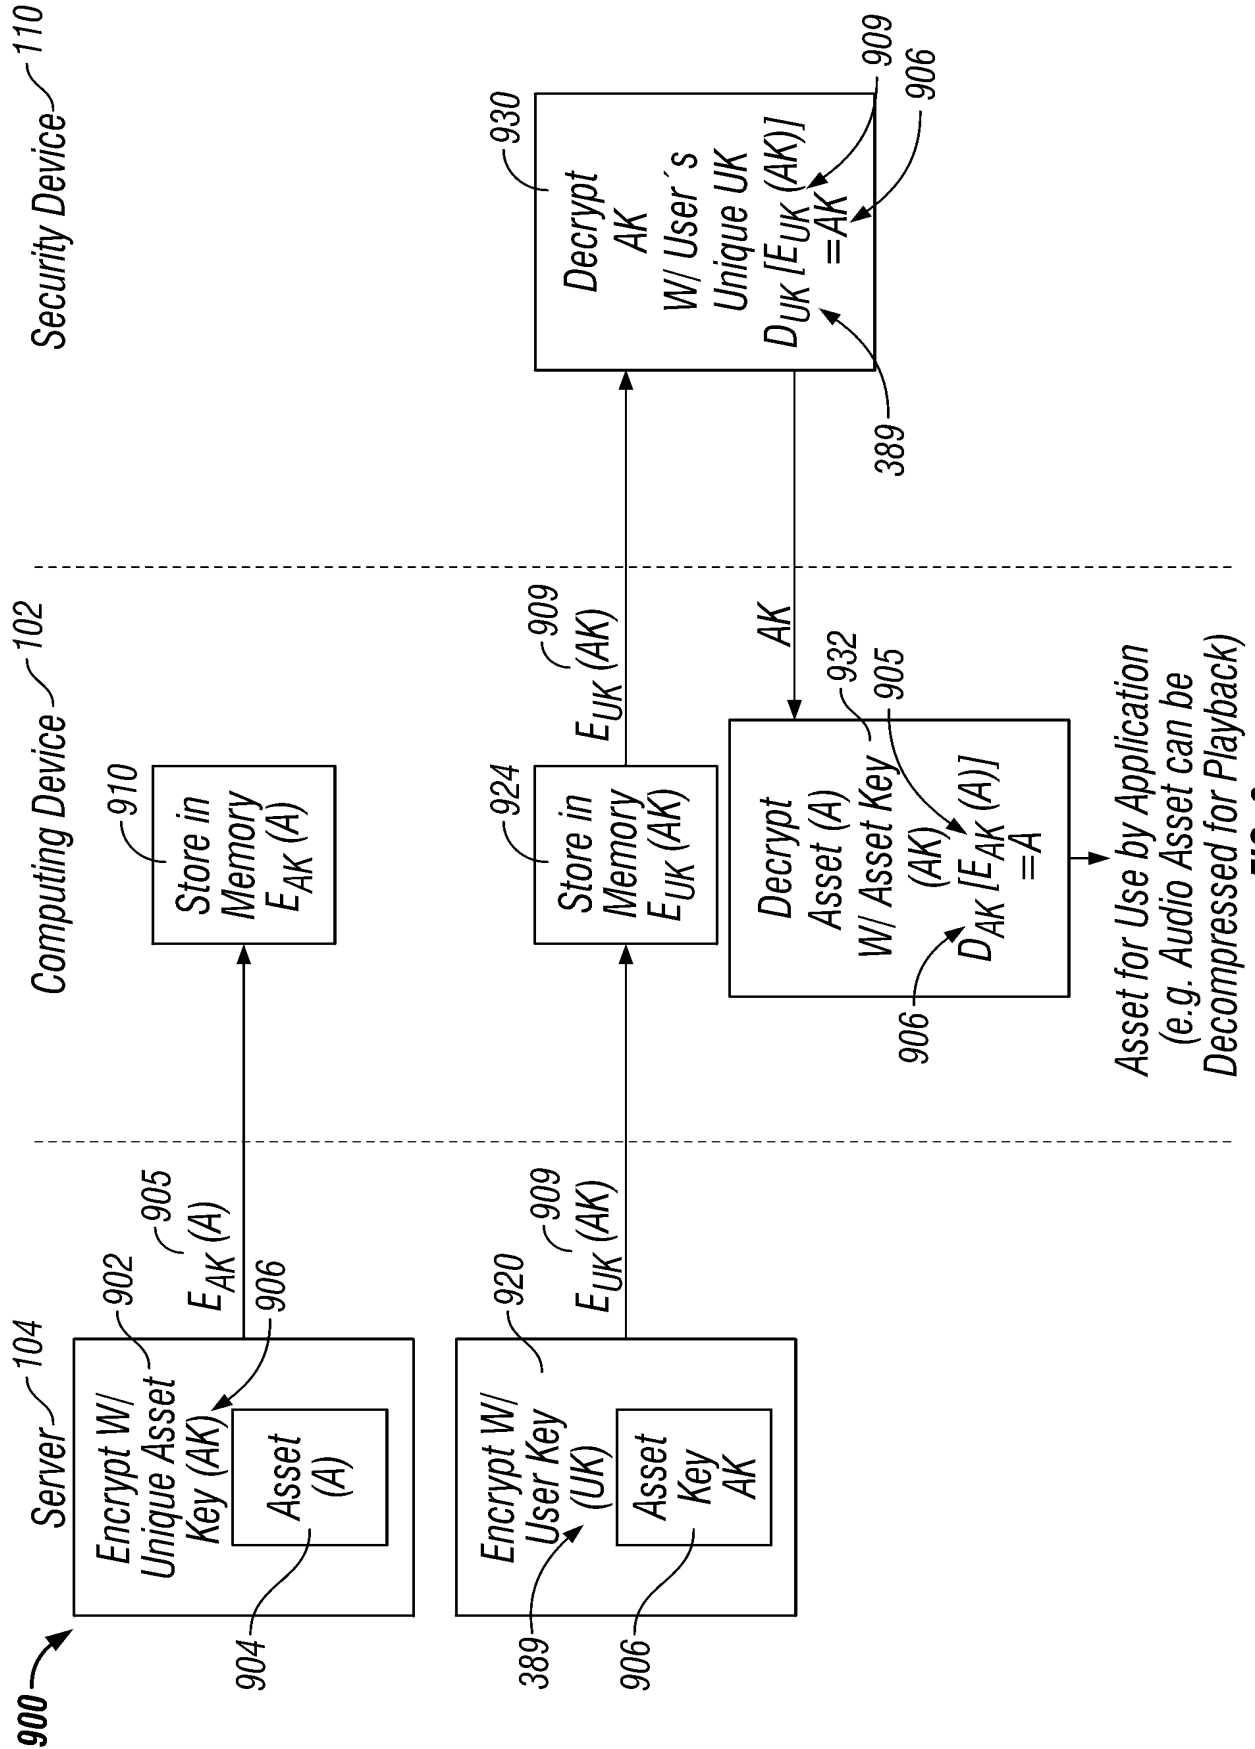 900
Server 104
Computing Device 102
Security Device 110
Encrypt W/
Unique Asset
Key (AK)
902
906
Asset
(A)
904
905
E_AK (A)
910
Store in
Memory
E_AK (A)
Encrypt W/
User Key
(UK)
920
389
Asset
Key
AK
906
909
E_UK (AK)
924
Store in
Memory
E_UK (AK)
909
E_UK (AK)
930
Decrypt
AK
W/ User´s
Unique UK
D_UK [E_UK (AK)]
=AK
389
909
906
AK
Decrypt
Asset (A)
W/ Asset Key
(AK)
D_AK [E_AK (A)]
=A
932
905
906
Asset for Use by Application
(e.g. Audio Asset can be
Decompressed for Playback)